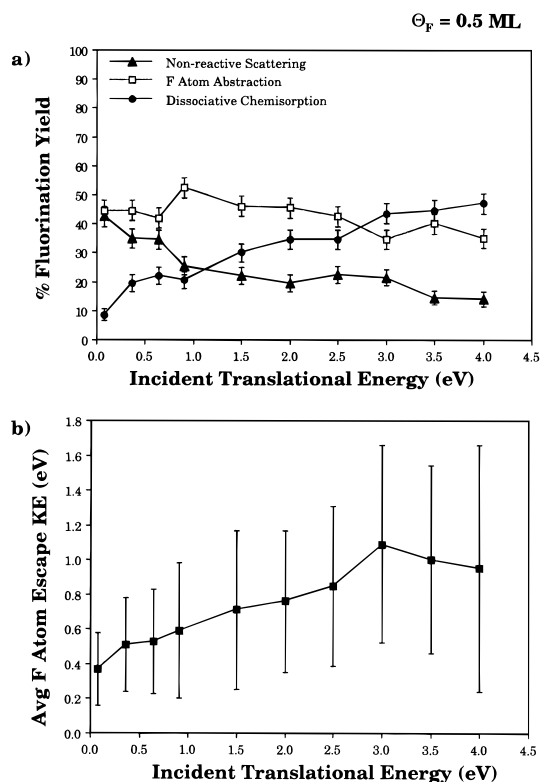 Θ_F = 0.5 ML
a)
% Fluorination Yield
100
90
80
70
60
50
40
30
20
10
0
Non-reactive Scattering
F Atom Abstraction
Dissociative Chemisorption
0.0 0.5 1.0 1.5 2.0 2.5 3.0 3.5 4.0 4.5
Incident Translational Energy (eV)
b)
Avg F Atom Escape KE (eV)
1.8
1.6
1.4
1.2
1.0
0.8
0.6
0.4
0.2
0.0
0.0 0.5 1.0 1.5 2.0 2.5 3.0 3.5 4.0 4.5
Incident Translational Energy (eV)